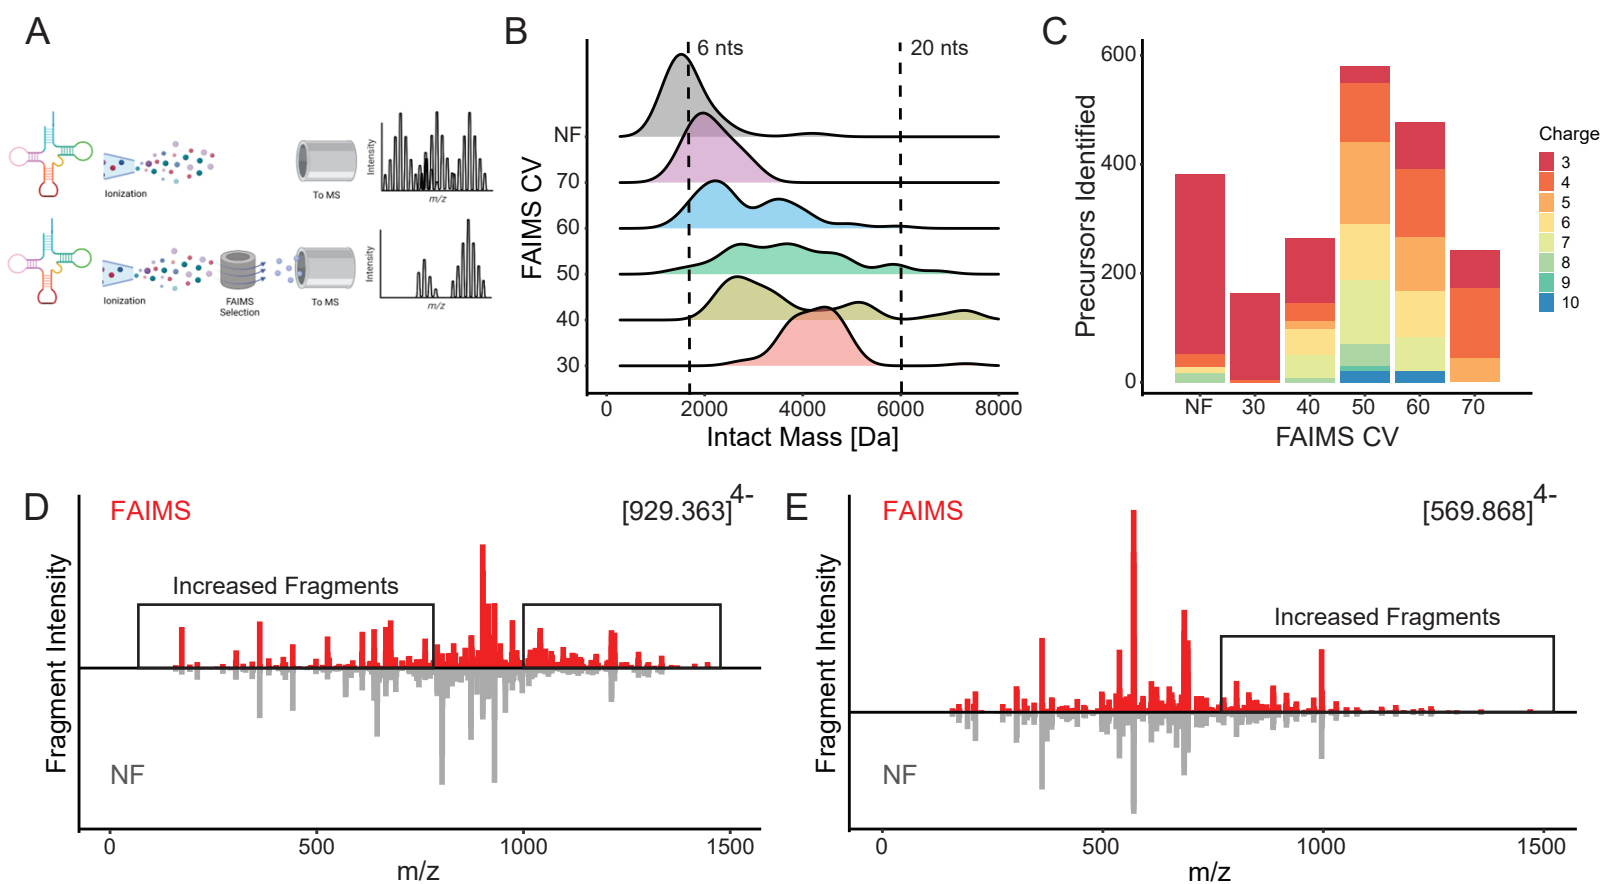 A
Ionization
To MS
Intensity
m/z
Ionization
FAIMS
Selection
To MS
Intensity
m/z
B
6 nts
20 nts
FAIMS CV
NF
70
60
50
40
30
0 2000 4000 6000 8000
Intact Mass [Da]
C
Precursors Identified
600
400
200
0
NF 30 40 50 60 70
FAIMS CV
Charge
3
4
5
6
7
8
9
10
D
FAIMS
[929.363]4-
Increased Fragments
Fragment Intensity
NF
0 500 1000 1500
m/z
E
FAIMS
[569.868]4-
Increased Fragments
Fragment Intensity
NF
0 500 1000 1500
m/z